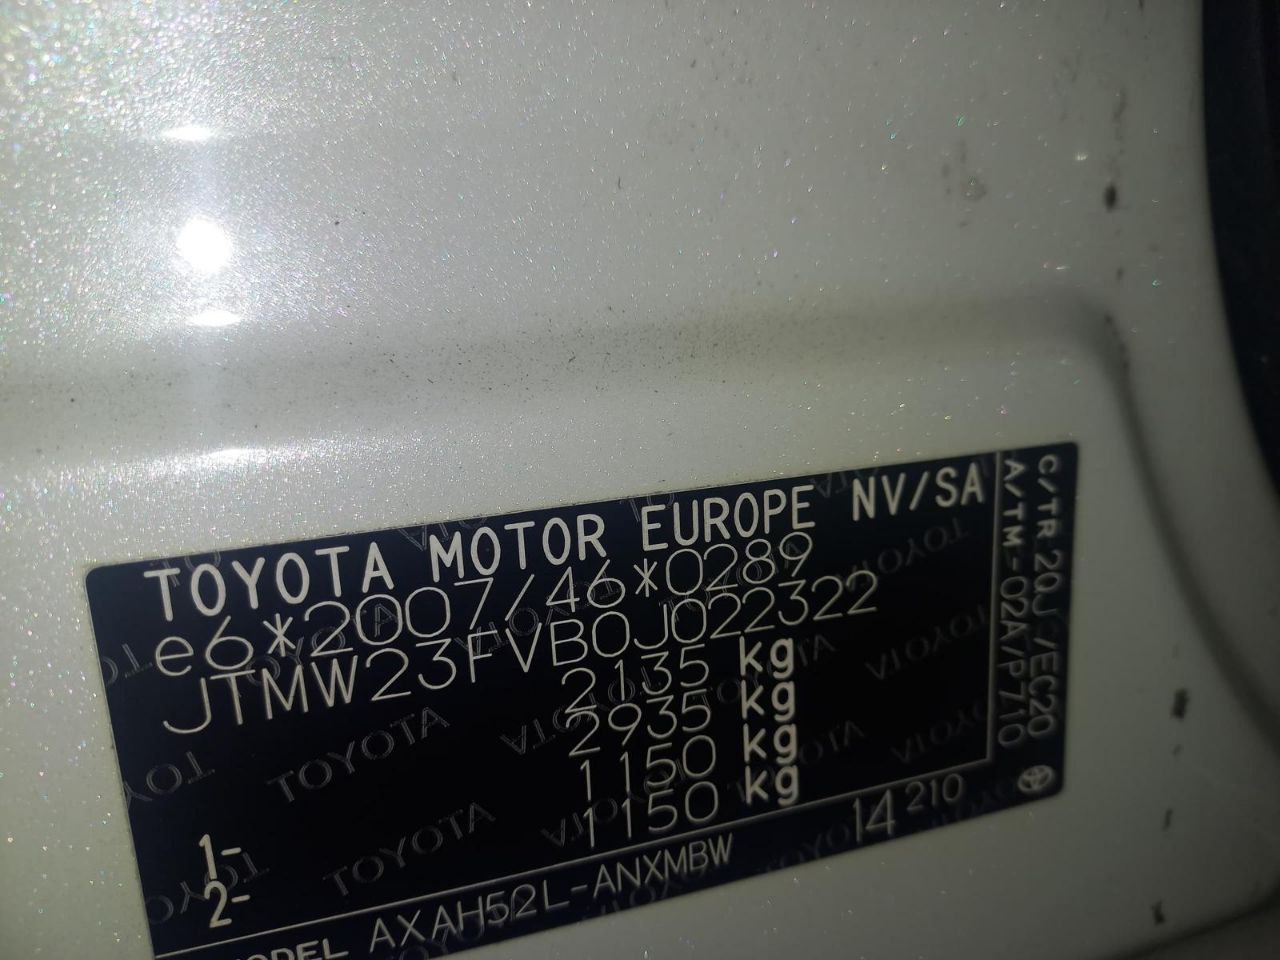 TOYOTA MOTOR EUROPE NV/SA
e6*2007/46*0289
JTMW23FVB0J022322
2135 kg
2935 kg
1- 1150 kg
2- 1150 kg
AXAH52L-ANXMBW 14 210
C/TR 20J /EC20
A/TM-02A/P710